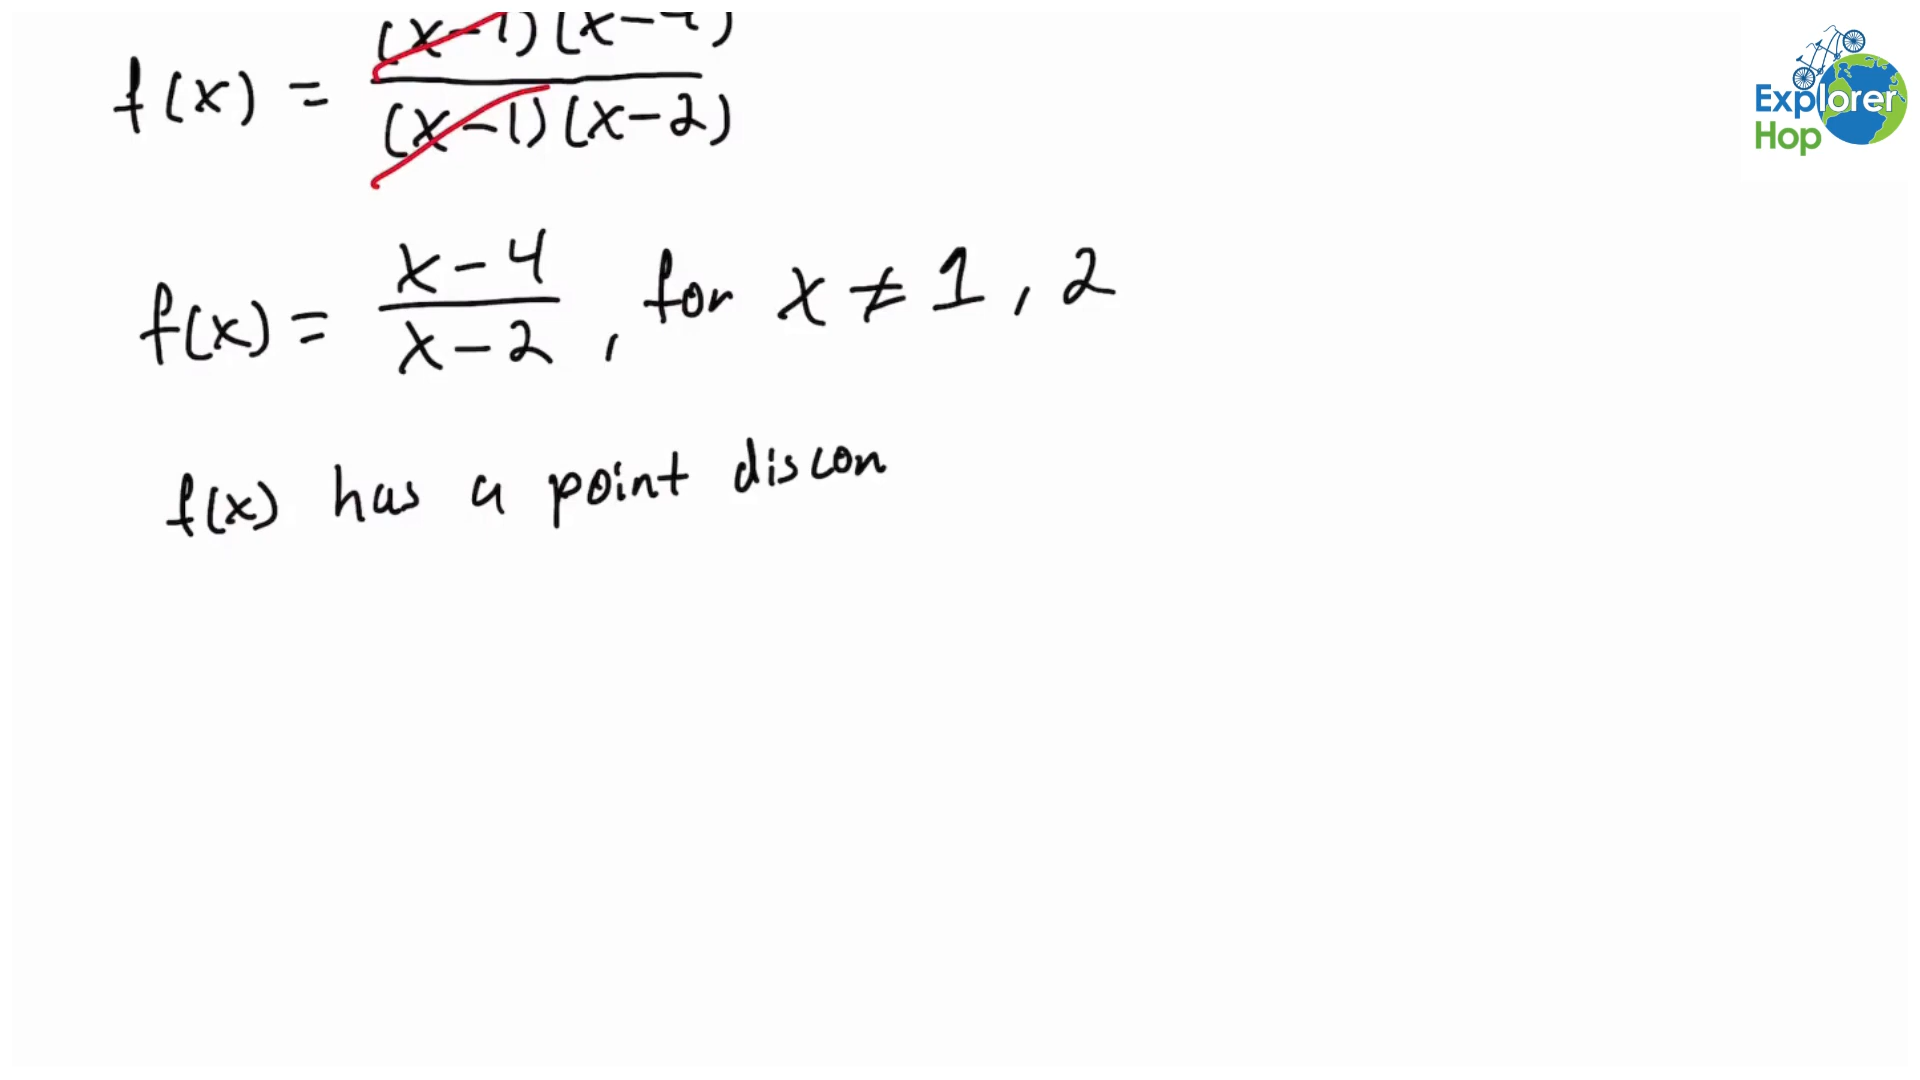 f(x) = (x-1)(x-4)
(x-1)(x-2)
f(x) = x-4
x-2 , for x ≠ 1, 2
f(x) has a point discon
Explorer
Hop